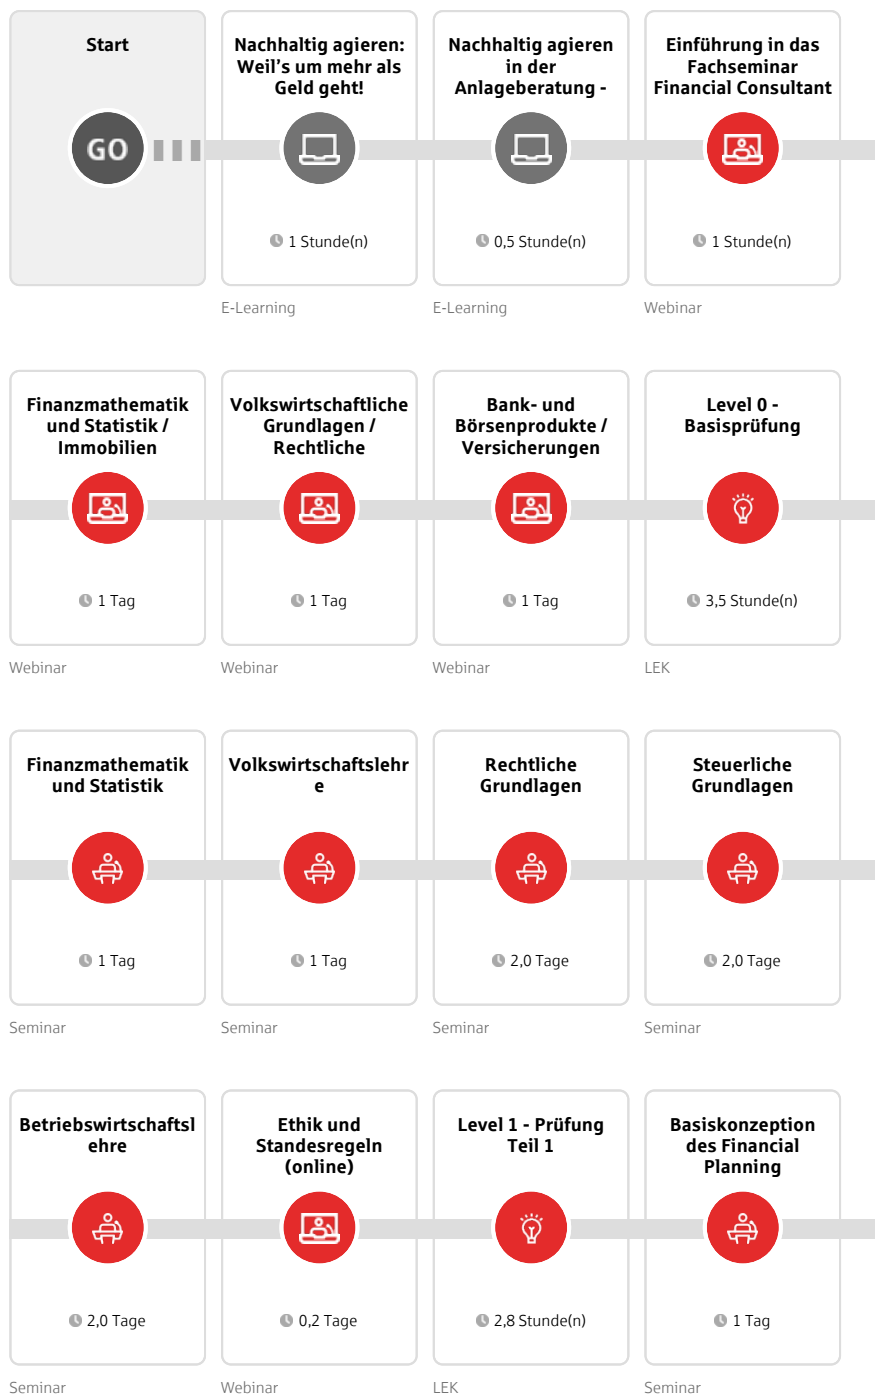 Start
Nachhaltig agieren:
Weil's um mehr als
Geld geht!
Nachhaltig agieren
in der
Anlageberatung -
Einführung in das
Fachseminar
Financial Consultant
GO
1 Stunde(n)
0,5 Stunde(n)
1 Stunde(n)
E-Learning
E-Learning
Webinar
Finanzmathematik
und Statistik /
Immobilien
Volkswirtschaftliche
Grundlagen /
Rechtliche
Bank- und
Börsenprodukte /
Versicherungen
Level 0 -
Basisprüfung
1 Tag
1 Tag
1 Tag
3,5 Stunde(n)
Webinar
Webinar
Webinar
LEK
Finanzmathematik
und Statistik
Volkswirtschaftslehr
e
Rechtliche
Grundlagen
Steuerliche
Grundlagen
1 Tag
1 Tag
2,0 Tage
2,0 Tage
Seminar
Seminar
Seminar
Seminar
Betriebswirtschaftsl
ehre
Ethik und
Standesregeln
(online)
Level 1 - Prüfung
Teil 1
Basiskonzeption
des Financial
Planning
2,0 Tage
0,2 Tage
2,8 Stunde(n)
1 Tag
Seminar
Webinar
LEK
Seminar